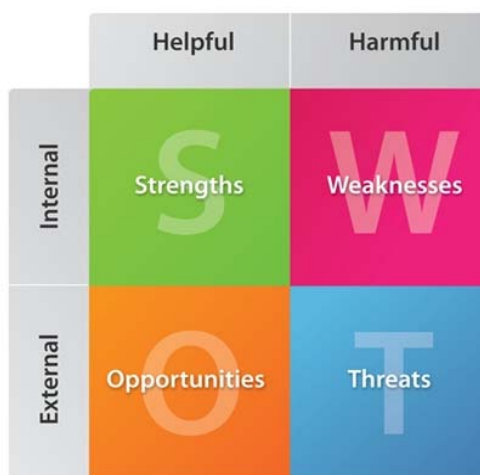 Helpful Harmful
Internal
S
Strengths
W
Weaknesses
External
O
Opportunities
T
Threats